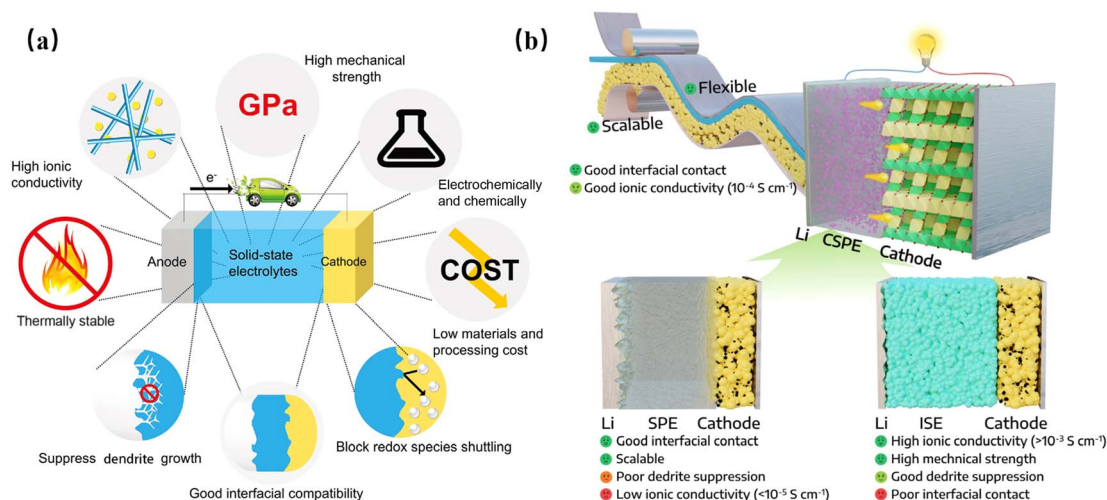 (a)
High mechanical
strength
GPa
High ionic
conductivity
e-
Electrochemically
and chemically
Anode
Solid-state
electrolytes
Cathode
COST
Thermally stable
Low materials and
processing cost
Suppress dendrite growth
Block redox species shuttling
Good interfacial compatibility
(b)
Flexible
Scalable
Good interfacial contact
Good ionic conductivity (10⁻⁴ S cm⁻¹)
Li CSPE Cathode
Li SPE Cathode
Good interfacial contact
Scalable
Poor dedrite suppression
Low ionic conductivity (<10⁻⁵ S cm⁻¹)
Li ISE Cathode
High ionic conductivity (>10⁻³ S cm⁻¹)
High mechnical strength
Good dedrite suppression
Poor interfacial contact